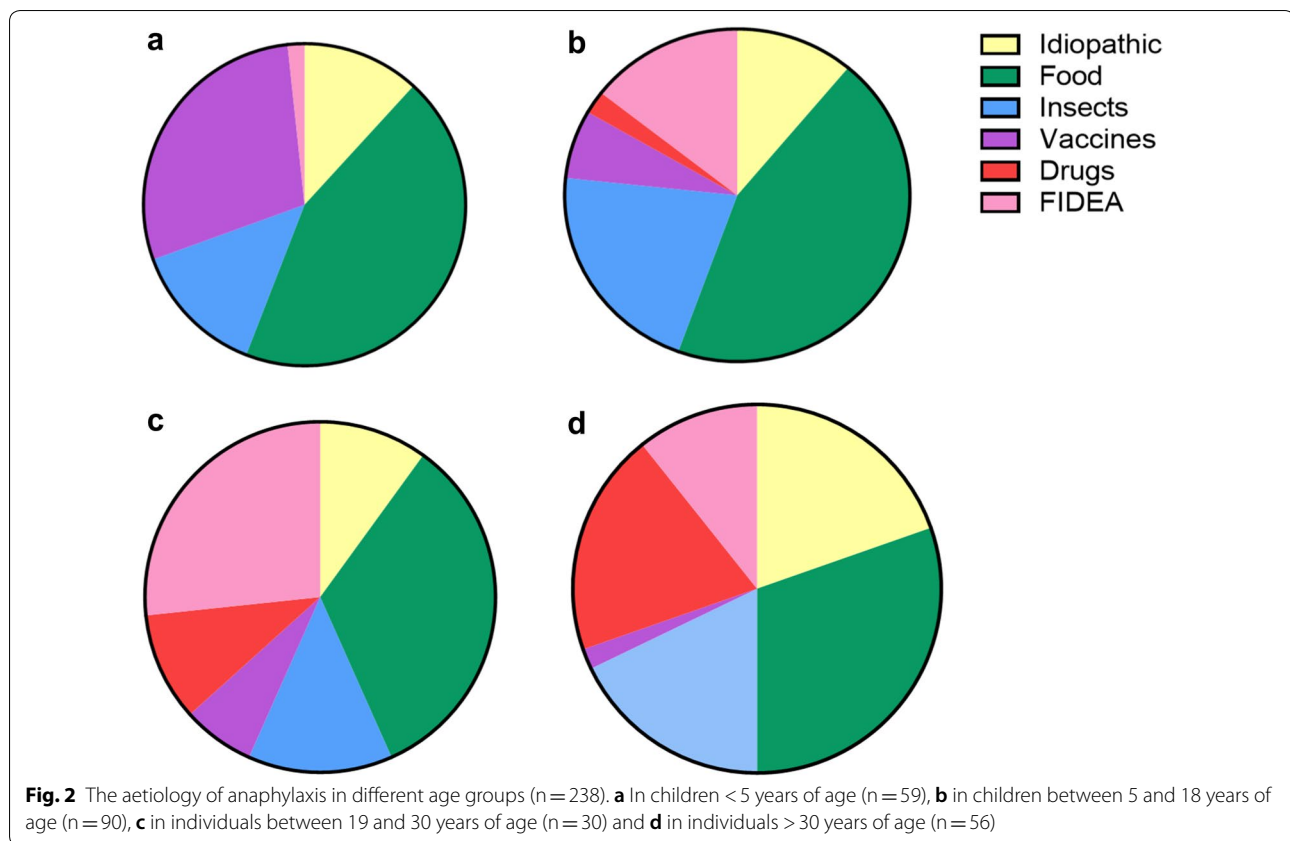 a
b
Idiopathic
Food
Insects
Vaccines
Drugs
FIDEA
c
d
Fig. 2 The aetiology of anaphylaxis in different age groups (n = 238). a In children < 5 years of age (n = 59), b in children between 5 and 18 years of
age (n = 90), c in individuals between 19 and 30 years of age (n = 30) and d in individuals > 30 years of age (n = 56)